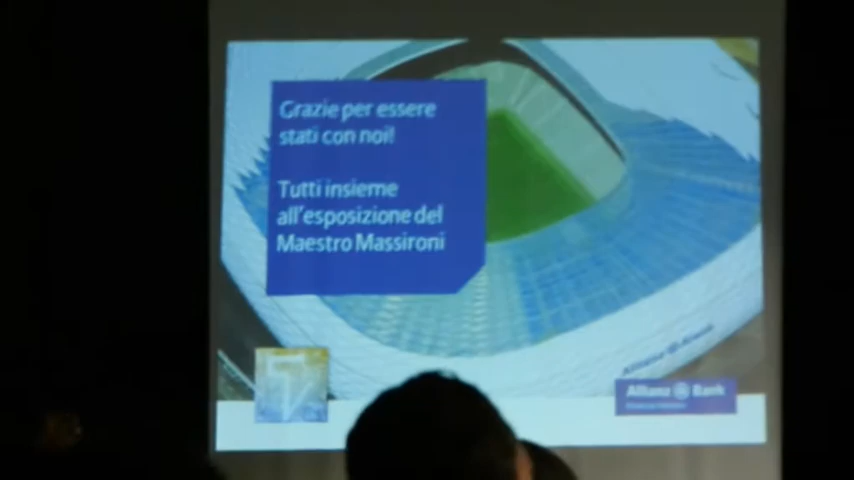 Grazie per essere
stati con noi!
Tutti insieme
all'esposizione del
Maestro Massironi
Allianz Bank